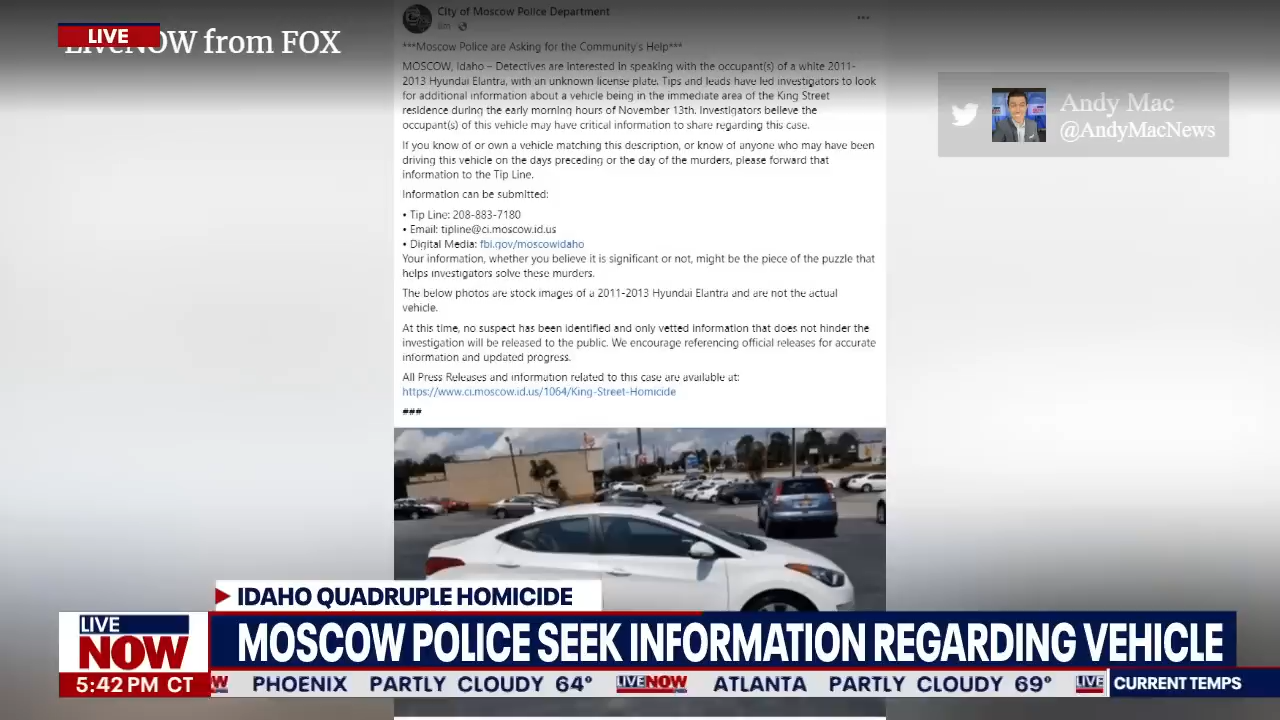 LIVE
LiveNOW from FOX
City of Moscow Police Department
***Moscow Police are Asking for the Community's Help***
MOSCOW, Idaho – Detectives are interested in speaking with the occupant(s) of a white 2011-
2013 Hyundai Elantra, with an unknown license plate. Tips and leads have led investigators to look
for additional information about a vehicle being in the immediate area of the King Street
residence during the early morning hours of November 13th. Investigators believe the
occupant(s) of this vehicle may have critical information to share regarding this case.
If you know of or own a vehicle matching this description, or know of anyone who may have been
driving this vehicle on the days preceding or the day of the murders, please forward that
information to the Tip Line.
Information can be submitted:
• Tip Line: 208-883-7180
• Email: tipline@ci.moscow.id.us
• Digital Media: fbi.gov/moscowidaho
Your information, whether you believe it is significant or not, might be the piece of the puzzle that
helps investigators solve these murders.
The below photos are stock images of a 2011-2013 Hyundai Elantra and are not the actual
vehicle.
At this time, no suspect has been identified and only vetted information that does not hinder the
investigation will be released to the public. We encourage referencing official releases for accurate
information and updated progress.
All Press Releases and information related to this case are available at:
https://www.ci.moscow.id.us/1064/King-Street-Homicide
###
Andy Mac
@AndyMacNews
IDAHO QUADRUPLE HOMICIDE
LIVE
NOW
MOSCOW POLICE SEEK INFORMATION REGARDING VEHICLE
5:42 PM CT
OW PHOENIX PARTLY CLOUDY 64° LIVENOW ATLANTA PARTLY CLOUDY 69° LIVE CURRENT TEMPS